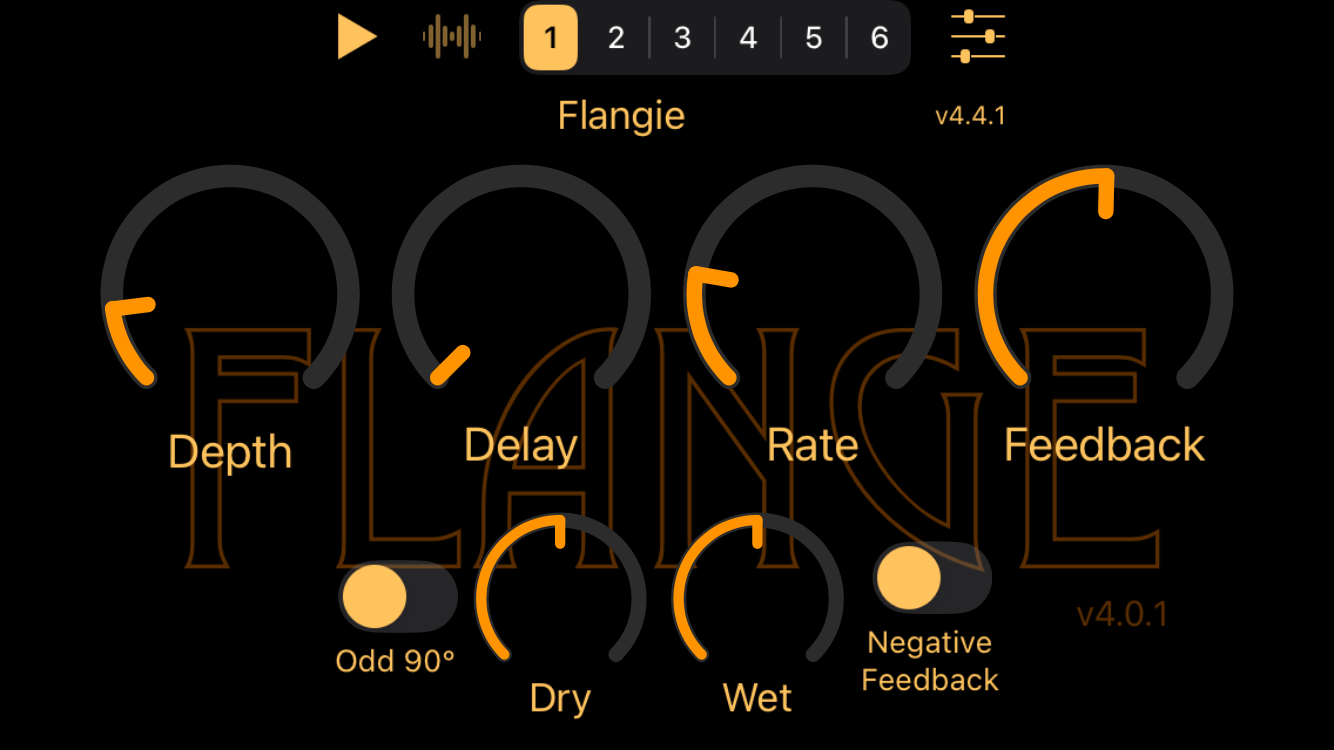 1 2 3 4 5 6
Flangie
v4.4.1
FLANGE
Depth
Delay
Rate
Feedback
v4.0.1
Odd 90°
Dry
Wet
Negative
Feedback